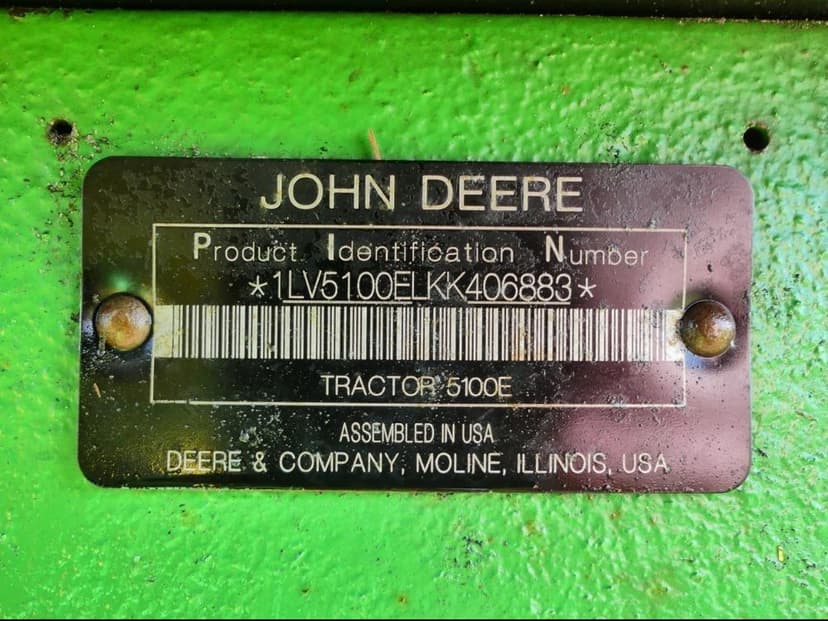 JOHN DEERE
Product Identification Number
*1LV5100ELKK406883*
TRACTOR 5100E
ASSEMBLED IN USA
DEERE & COMPANY, MOLINE, ILLINOIS, USA